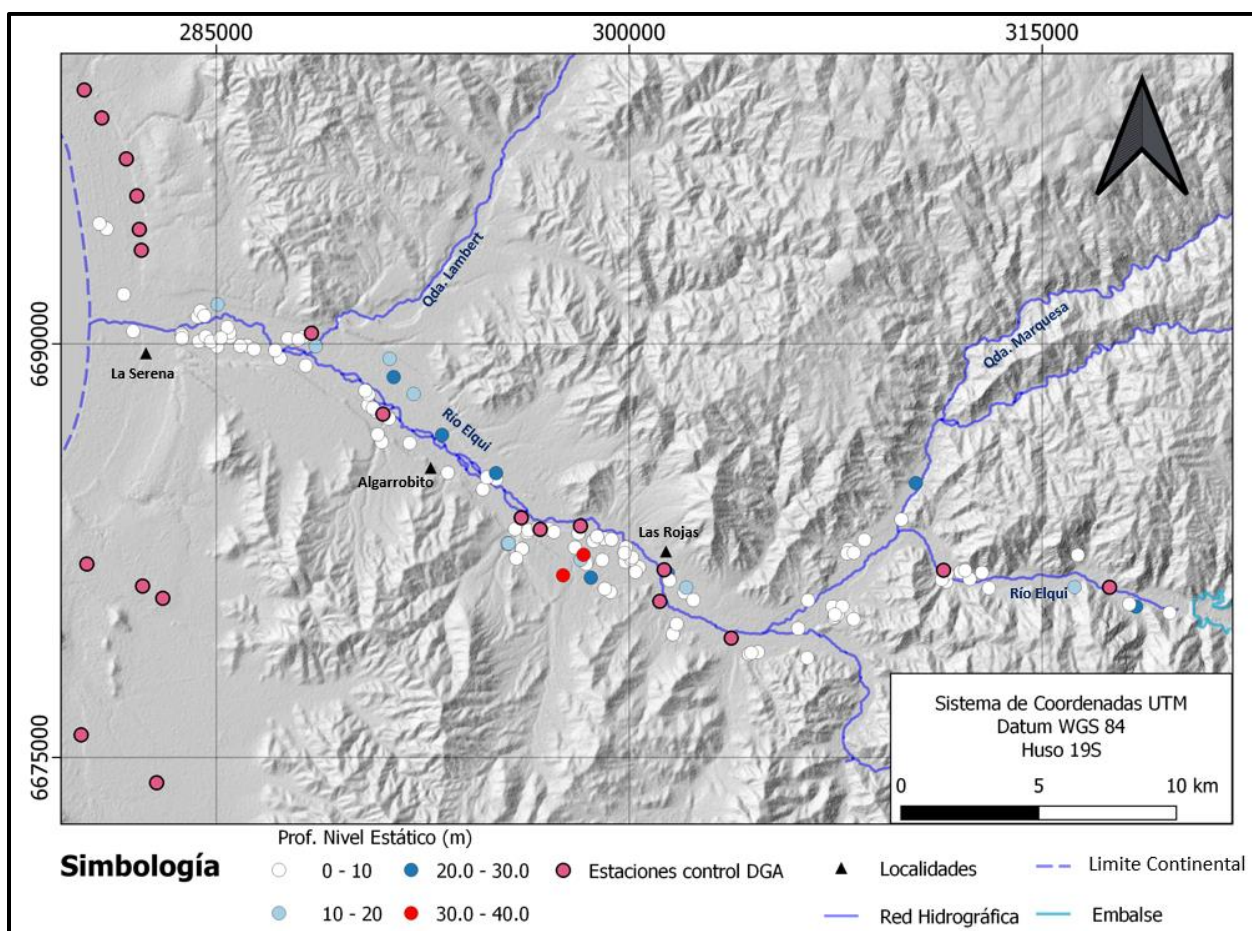 285000
300000
315000
6690000
6675000
Qda. Lambert
Qda. Marquesa
La Serena
Río Elqui
Algarrobito
Las Rojas
Río Elqui
Sistema de Coordenadas UTM
Datum WGS 84
Huso 19S
0
5
10 km
Simbología
Prof. Nivel Estático (m)
0 - 10
20.0 - 30.0
Estaciones control DGA
Localidades
Limite Continental
10 - 20
30.0 - 40.0
Red Hidrográfica
Embalse